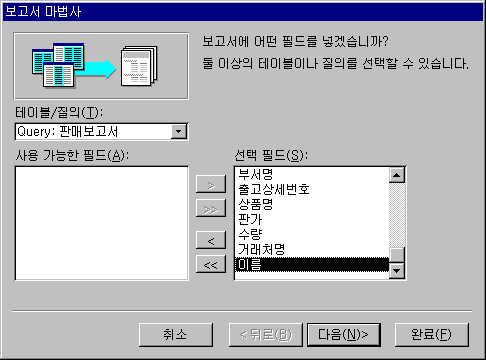 보고서 마법사
보고서에 어떤 필드를 넣겠습니까?
둘 이상의 테이블이나 질의를 선택할 수 있습니다.
테이블/질의(T):
Query: 판매보고서
사용 가능한 필드(A):
선택 필드(S):
부서명
출고상세번호
상품명
판가
수량
거래처명
이름
>
>>
<
<<
취소
< 뒤로(B)
다음(N)>
완료(F)